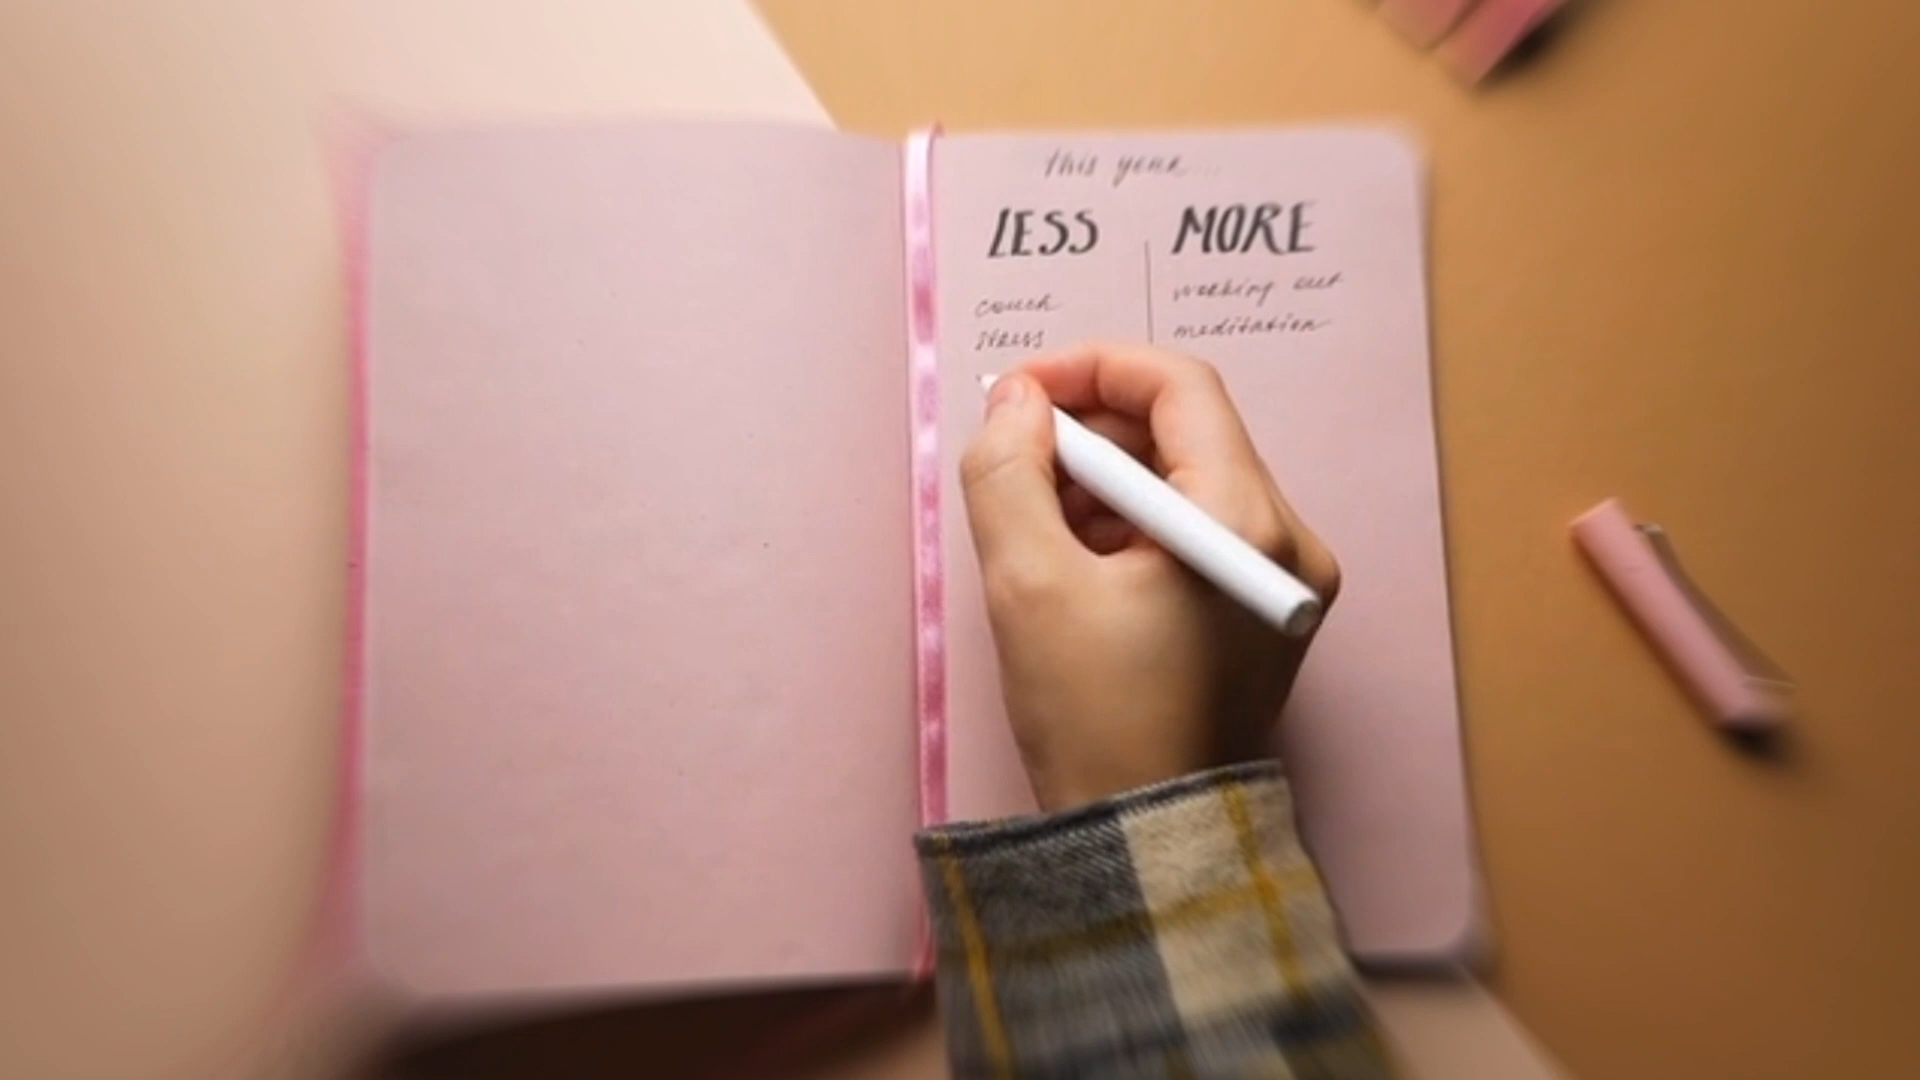 this year....
LESS
MORE
couch
stress
working out
meditation